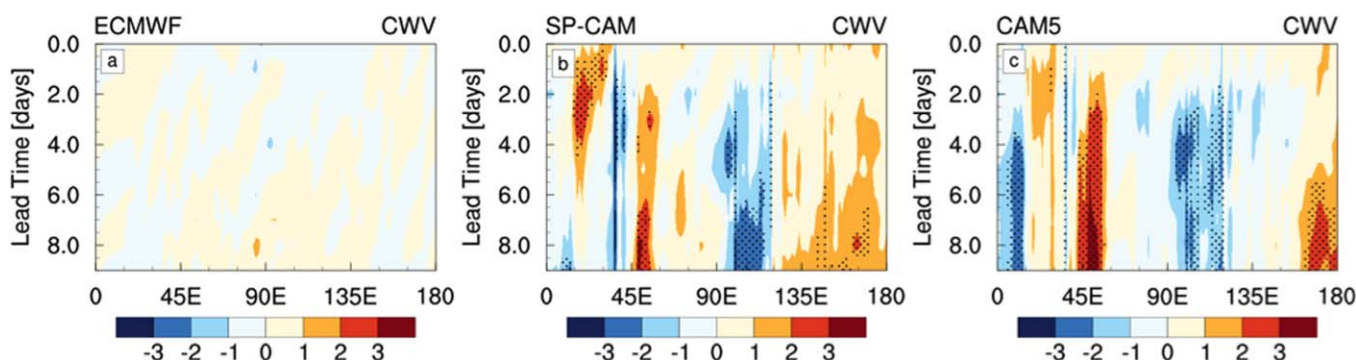 ECMWF CWV SP-CAM CWV CAM5 CWV
a b c
0.0 0.0 0.0
2.0 2.0 2.0
4.0 4.0 4.0
6.0 6.0 6.0
8.0 8.0 8.0
Lead Time [days] Lead Time [days] Lead Time [days]
0 45E 90E 135E 180 0 45E 90E 135E 180 0 45E 90E 135E 180
-3 -2 -1 0 1 2 3 -3 -2 -1 0 1 2 3 -3 -2 -1 0 1 2 3